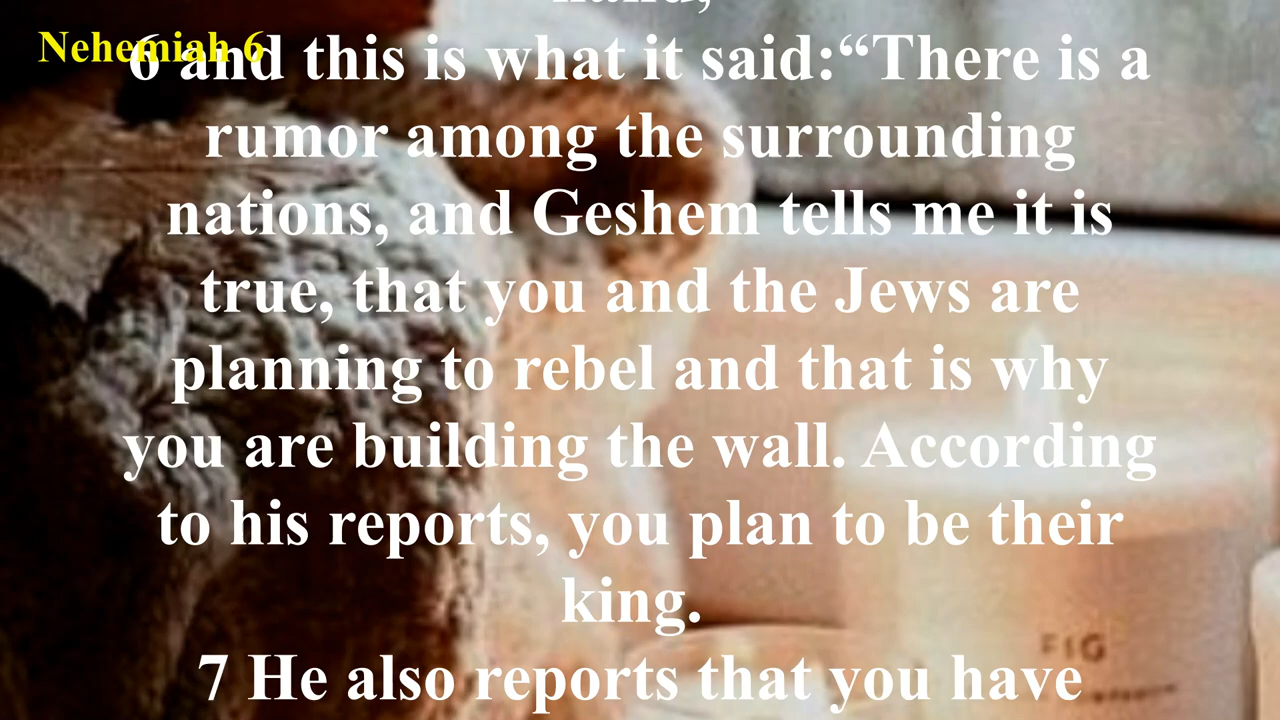 Nehemiah 6
6 and this is what it said:“There is a
rumor among the surrounding
nations, and Geshem tells me it is
true, that you and the Jews are
planning to rebel and that is why
you are building the wall. According
to his reports, you plan to be their
king.
7 He also reports that you have
FIG